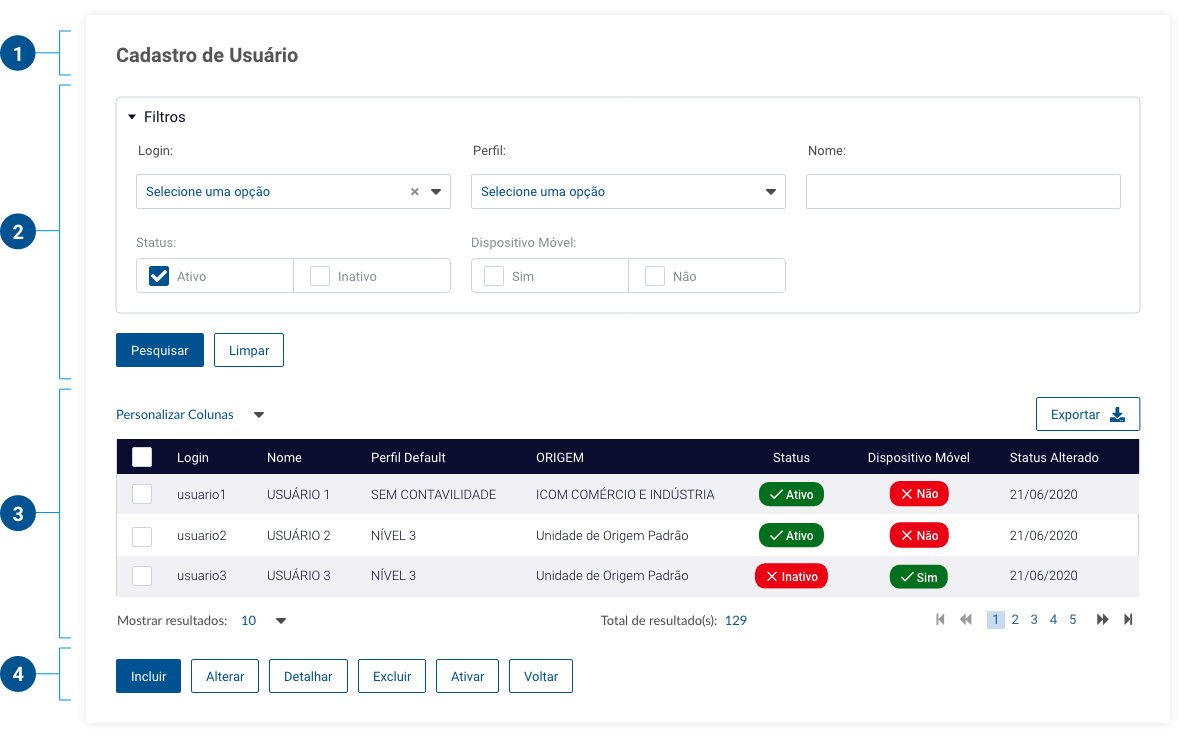 1
Cadastro de Usuário
2
Filtros
Login: Perfil: Nome:
Selecione uma opção × Selecione uma opção
Status: Dispositivo Móvel:
Ativo Inativo Sim Não
Pesquisar Limpar
3
Personalizar Colunas Exportar
Login Nome Perfil Default ORIGEM Status Dispositivo Móvel Status Alterado
usuario1 USUÁRIO 1 SEM CONTAVILIDADE ICOM COMÉRCIO E INDÚSTRIA Ativo Não 21/06/2020
usuario2 USUÁRIO 2 NÍVEL 3 Unidade de Origem Padrão Ativo Não 21/06/2020
usuario3 USUÁRIO 3 NÍVEL 3 Unidade de Origem Padrão Inativo Sim 21/06/2020
Mostrar resultados: 10 Total de resultado(s): 129 1 2 3 4 5
4
Incluir Alterar Detalhar Excluir Ativar Voltar